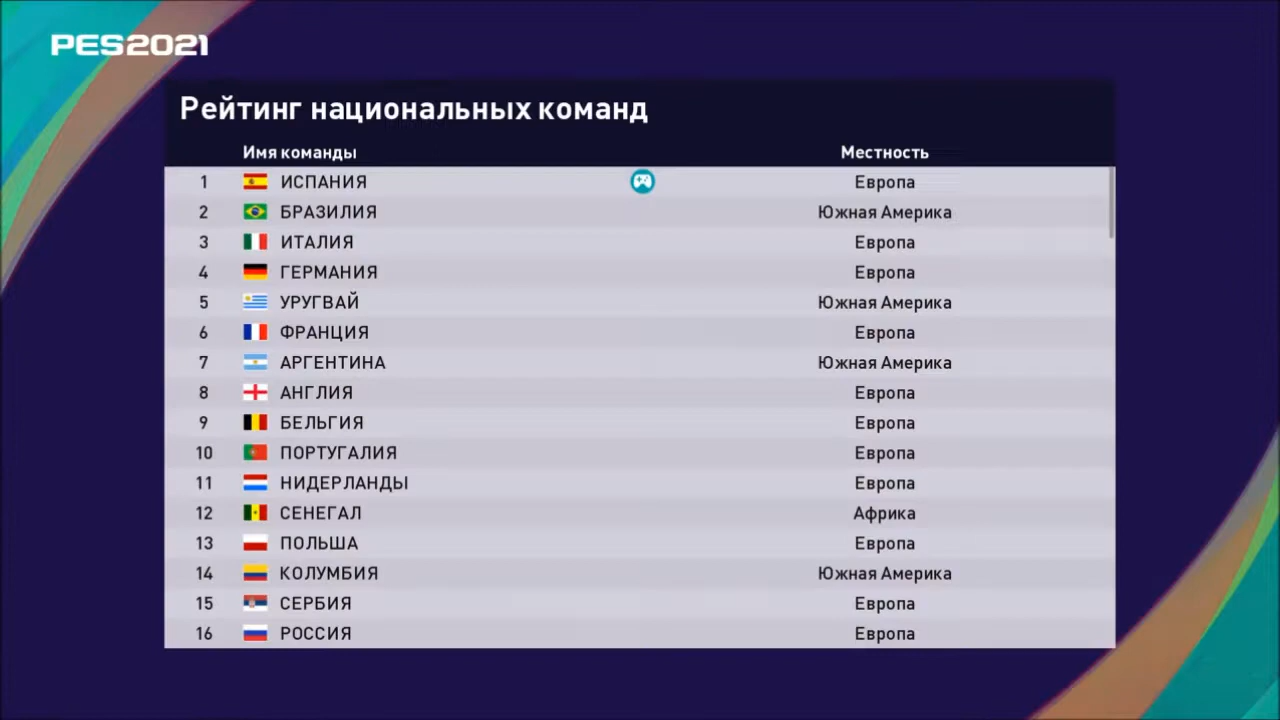 PES2021
Рейтинг национальных команд
Имя команды Местность
1 ИСПАНИЯ Европа
2 БРАЗИЛИЯ Южная Америка
3 ИТАЛИЯ Европа
4 ГЕРМАНИЯ Европа
5 УРУГВАЙ Южная Америка
6 ФРАНЦИЯ Европа
7 АРГЕНТИНА Южная Америка
8 АНГЛИЯ Европа
9 БЕЛЬГИЯ Европа
10 ПОРТУГАЛИЯ Европа
11 НИДЕРЛАНДЫ Европа
12 СЕНЕГАЛ Африка
13 ПОЛЬША Европа
14 КОЛУМБИЯ Южная Америка
15 СЕРБИЯ Европа
16 РОССИЯ Европа